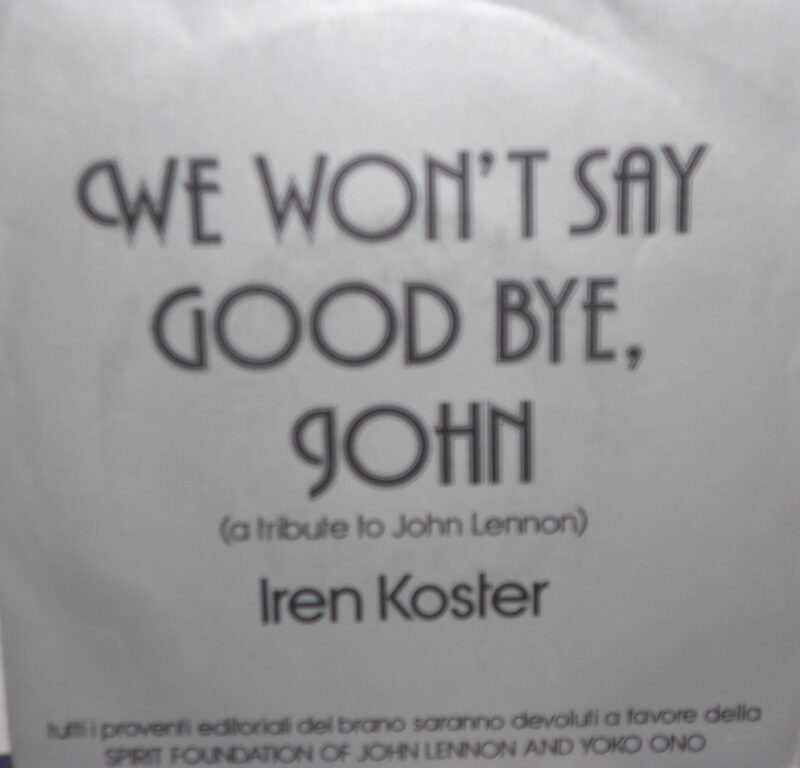 WE WON'T SAY
GOOD BYE,
JOHN
(a tribute to John Lennon)
Iren Koster
tutti i proventi editoriali del brano saranno devoluti a favore della
SPIRIT FOUNDATION OF JOHN LENNON AND YOKO ONO